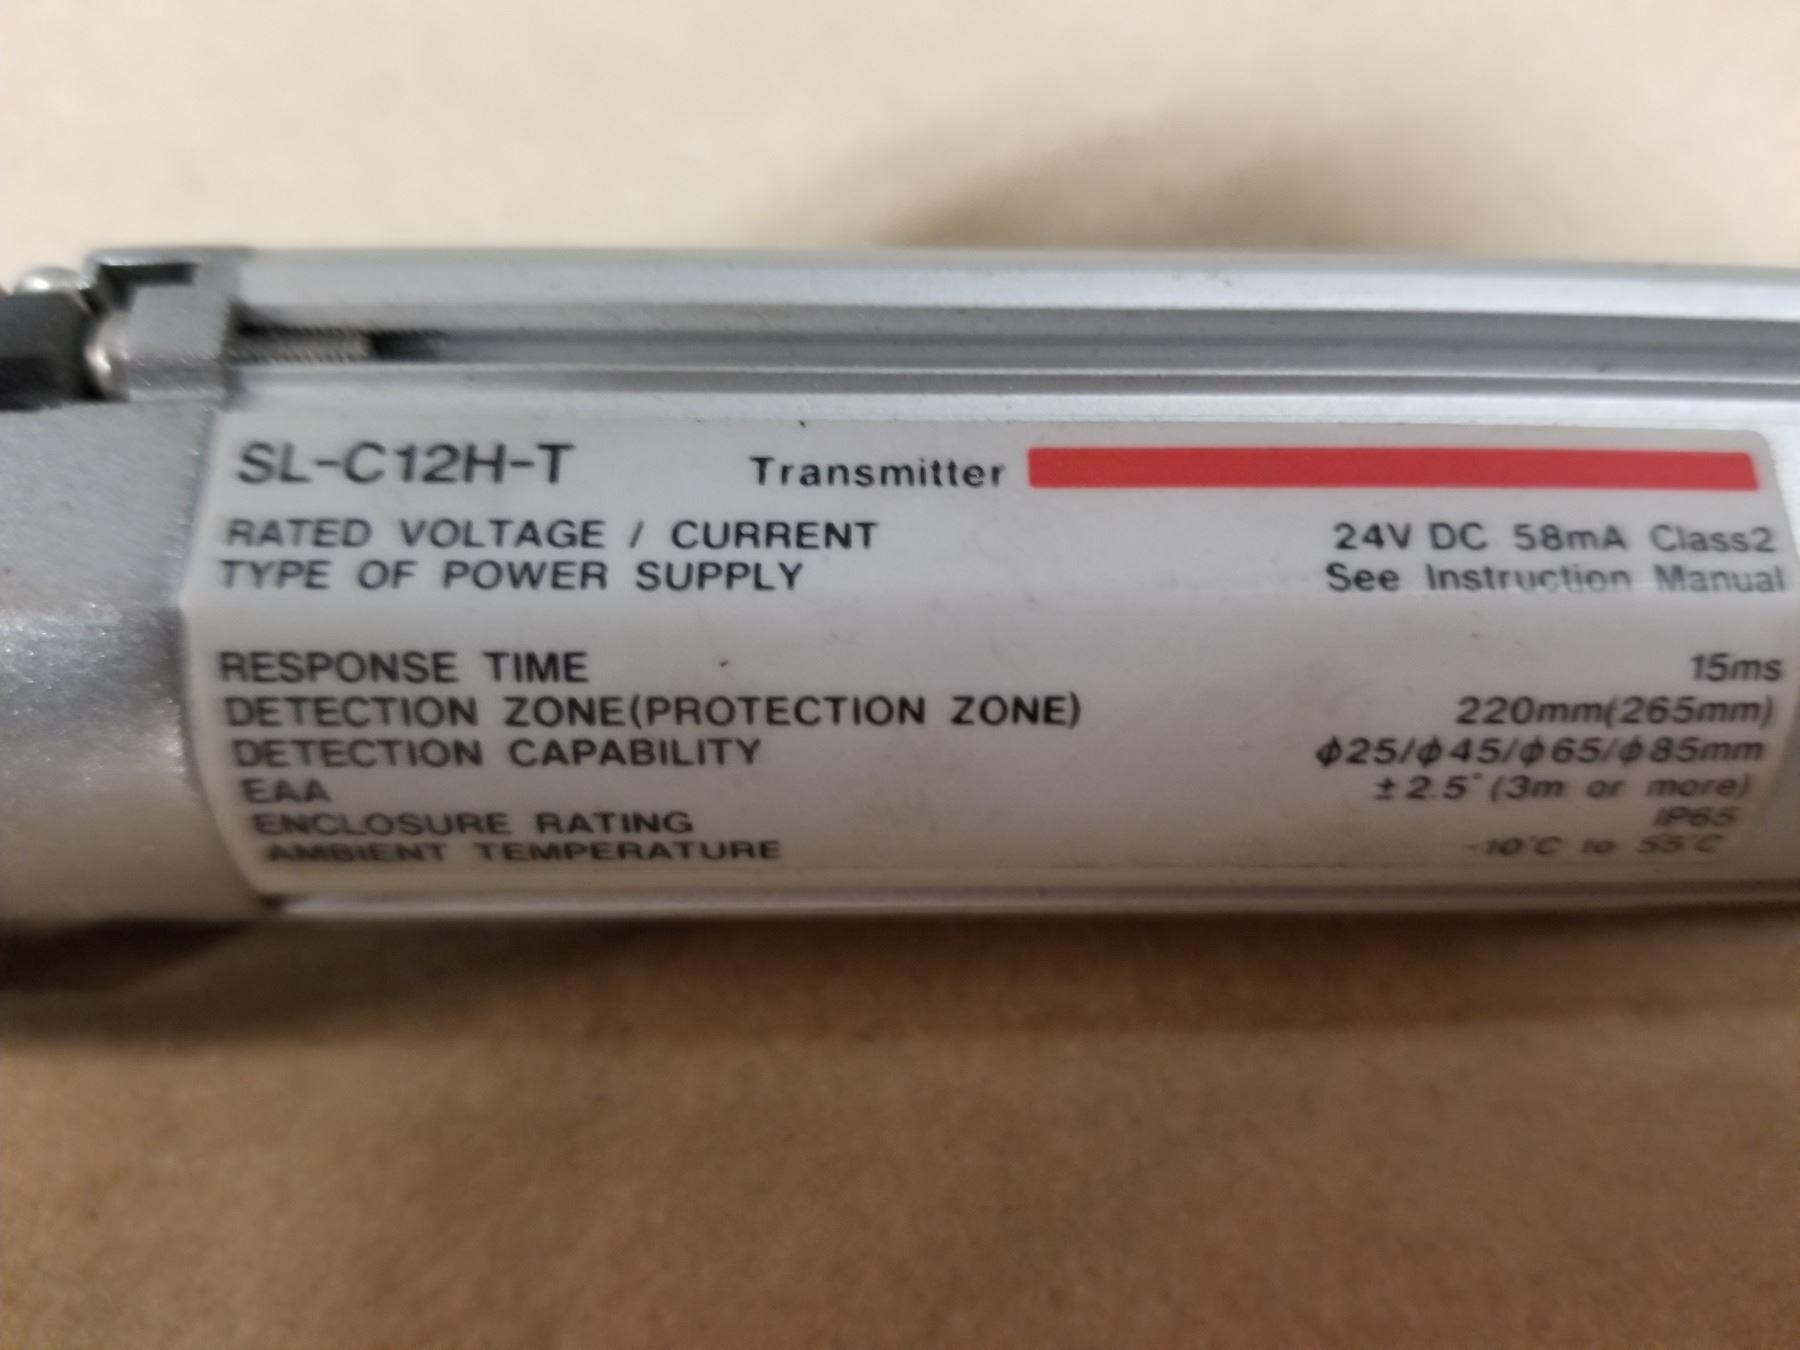 SL-C12H-T Transmitter
RATED VOLTAGE / CURRENT 24V DC 58mA Class2
TYPE OF POWER SUPPLY See Instruction Manual
RESPONSE TIME 15ms
DETECTION ZONE(PROTECTION ZONE) 220mm(265mm)
DETECTION CAPABILITY ϕ25/ϕ45/ϕ65/ϕ85mm
EAA ±2.5° (3m or more)
ENCLOSURE RATING IP65
AMBIENT TEMPERATURE -10°C to 55°C